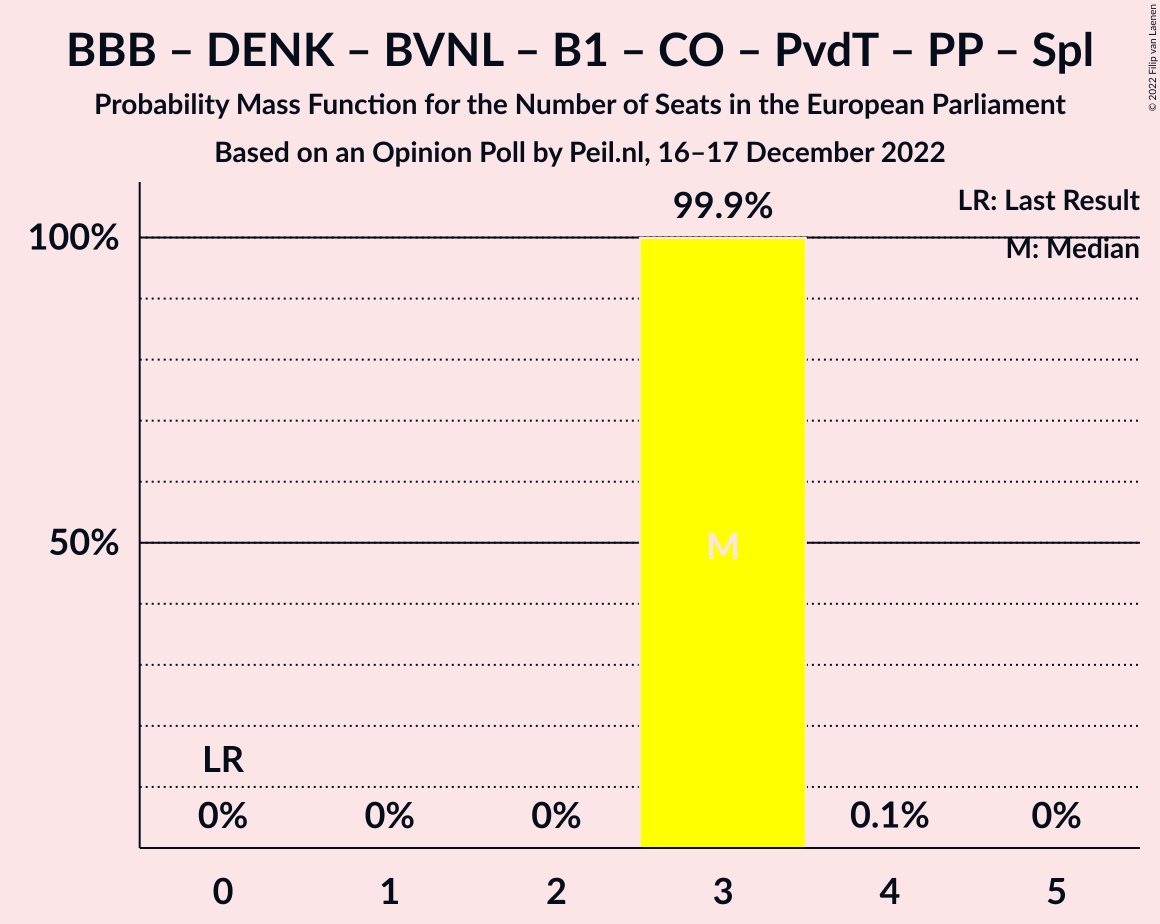 BBB – DENK – BVNL – B1 – CO – PvdT – PP – Spl
Probability Mass Function for the Number of Seats in the European Parliament
Based on an Opinion Poll by Peil.nl, 16–17 December 2022
© 2022 Filip van Laenen
LR: Last Result
M: Median
99.9%
100%
50%
M
LR
0%
0%
0%
0.1%
0%
0
1
2
3
4
5